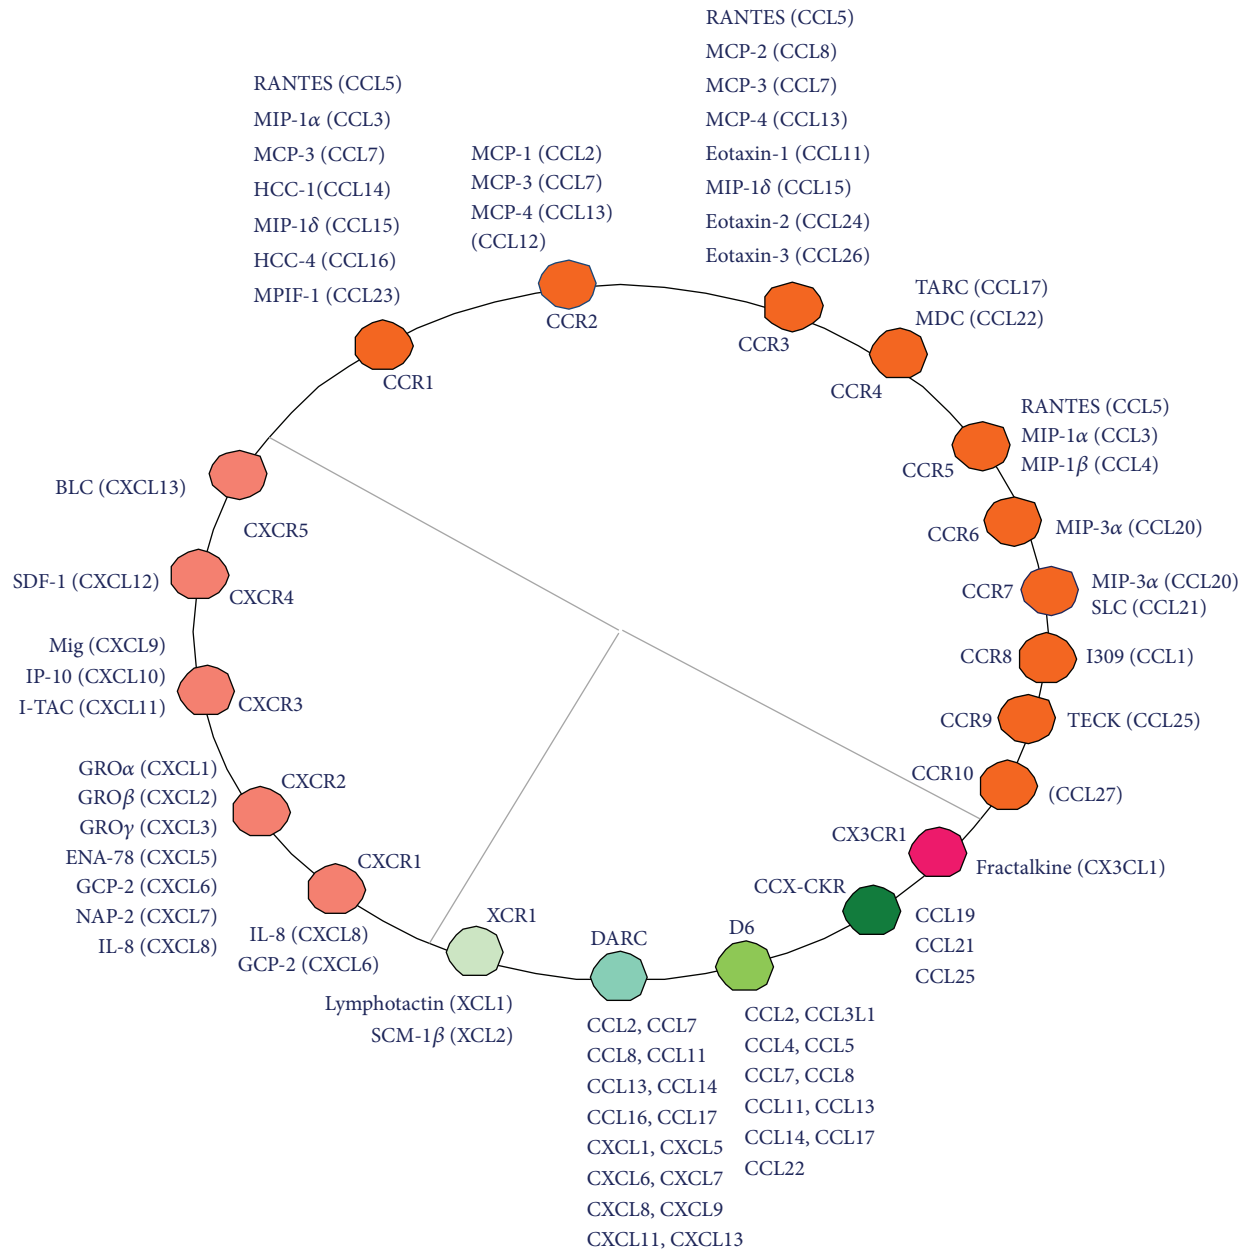 RANTES (CCL5)
MCP-2 (CCL8)
MCP-3 (CCL7)
MCP-4 (CCL13)
Eotaxin-1 (CCL11)
MIP-1δ (CCL15)
Eotaxin-2 (CCL24)
Eotaxin-3 (CCL26)
CCR3
RANTES (CCL5)
MIP-1α (CCL3)
MCP-3 (CCL7)
HCC-1(CCL14)
MIP-1δ (CCL15)
HCC-4 (CCL16)
MPIF-1 (CCL23)
CCR1
MCP-1 (CCL2)
MCP-3 (CCL7)
MCP-4 (CCL13)
(CCL12)
CCR2
TARC (CCL17)
MDC (CCL22)
CCR4
RANTES (CCL5)
MIP-1α (CCL3)
MIP-1β (CCL4)
CCR5
CCR6
MIP-3α (CCL20)
CCR7
MIP-3α (CCL20)
SLC (CCL21)
CCR8
I309 (CCL1)
CCR9
TECK (CCL25)
CCR10
(CCL27)
CX3CR1
Fractalkine (CX3CL1)
CCX-CKR
CCL19
CCL21
CCL25
D6
CCL2, CCL3L1
CCL4, CCL5
CCL7, CCL8
CCL11, CCL13
CCL14, CCL17
CCL22
DARC
CCL2, CCL7
CCL8, CCL11
CCL13, CCL14
CCL16, CCL17
CXCL1, CXCL5
CXCL6, CXCL7
CXCL8, CXCL9
CXCL11, CXCL13
XCR1
Lymphotactin (XCL1)
SCM-1β (XCL2)
CXCR1
IL-8 (CXCL8)
GCP-2 (CXCL6)
CXCR2
GROα (CXCL1)
GROβ (CXCL2)
GROγ (CXCL3)
ENA-78 (CXCL5)
GCP-2 (CXCL6)
NAP-2 (CXCL7)
IL-8 (CXCL8)
CXCR3
Mig (CXCL9)
IP-10 (CXCL10)
I-TAC (CXCL11)
CXCR4
SDF-1 (CXCL12)
CXCR5
BLC (CXCL13)